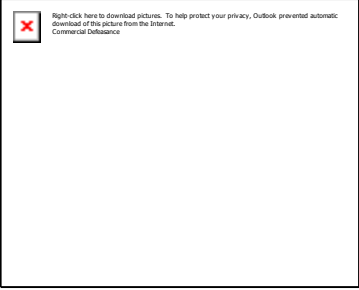 Right-click here to download pictures.  To help protect your privacy, Outlook prevented automatic
download of this picture from the Internet.
Commercial Defeasance